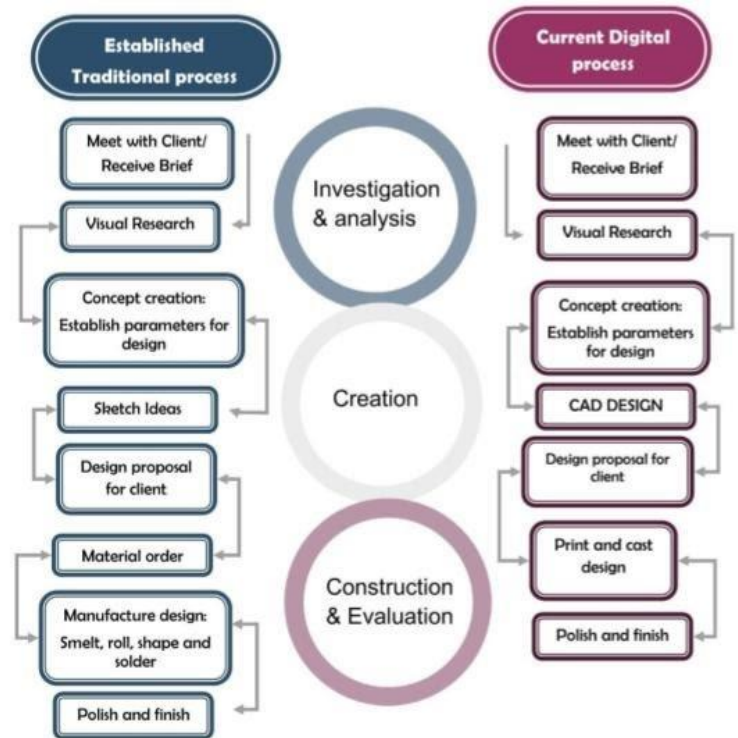 Established
Traditional process
Meet with Client/
Receive Brief
Visual Research
Concept creation:
Establish parameters for
design
Sketch Ideas
Design proposal
for client
Material order
Manufacture design:
Smelt, roll, shape and
solder
Polish and finish
Investigation
& analysis
Creation
Construction
& Evaluation
Current Digital
process
Meet with Client/
Receive Brief
Visual Research
Concept creation:
Establish parameters
for design
CAD DESIGN
Design proposal for
client
Print and cast
design
Polish and finish